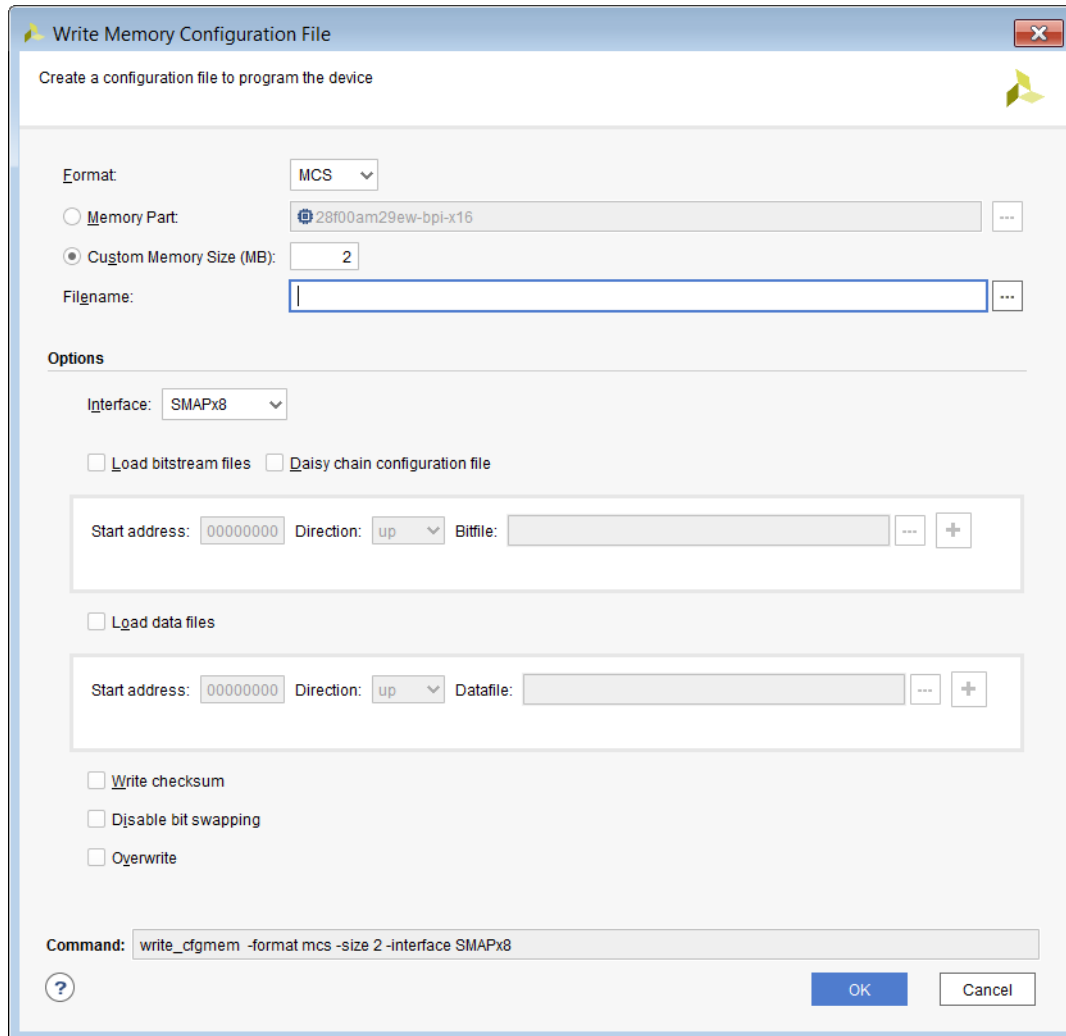 Write Memory Configuration File
Create a configuration file to program the device
Format: MCS
Memory Part: 28f00am29ew-bpi-x16 ...
Custom Memory Size (MB): 2
Filename: ...
Options
Interface: SMAPx8
Load bitstream files Daisy chain configuration file
Start address: 00000000 Direction: up Bitfile: ... +
Load data files
Start address: 00000000 Direction: up Datafile: ... +
Write checksum
Disable bit swapping
Overwrite
Command: write_cfgmem -format mcs -size 2 -interface SMAPx8
? OK Cancel